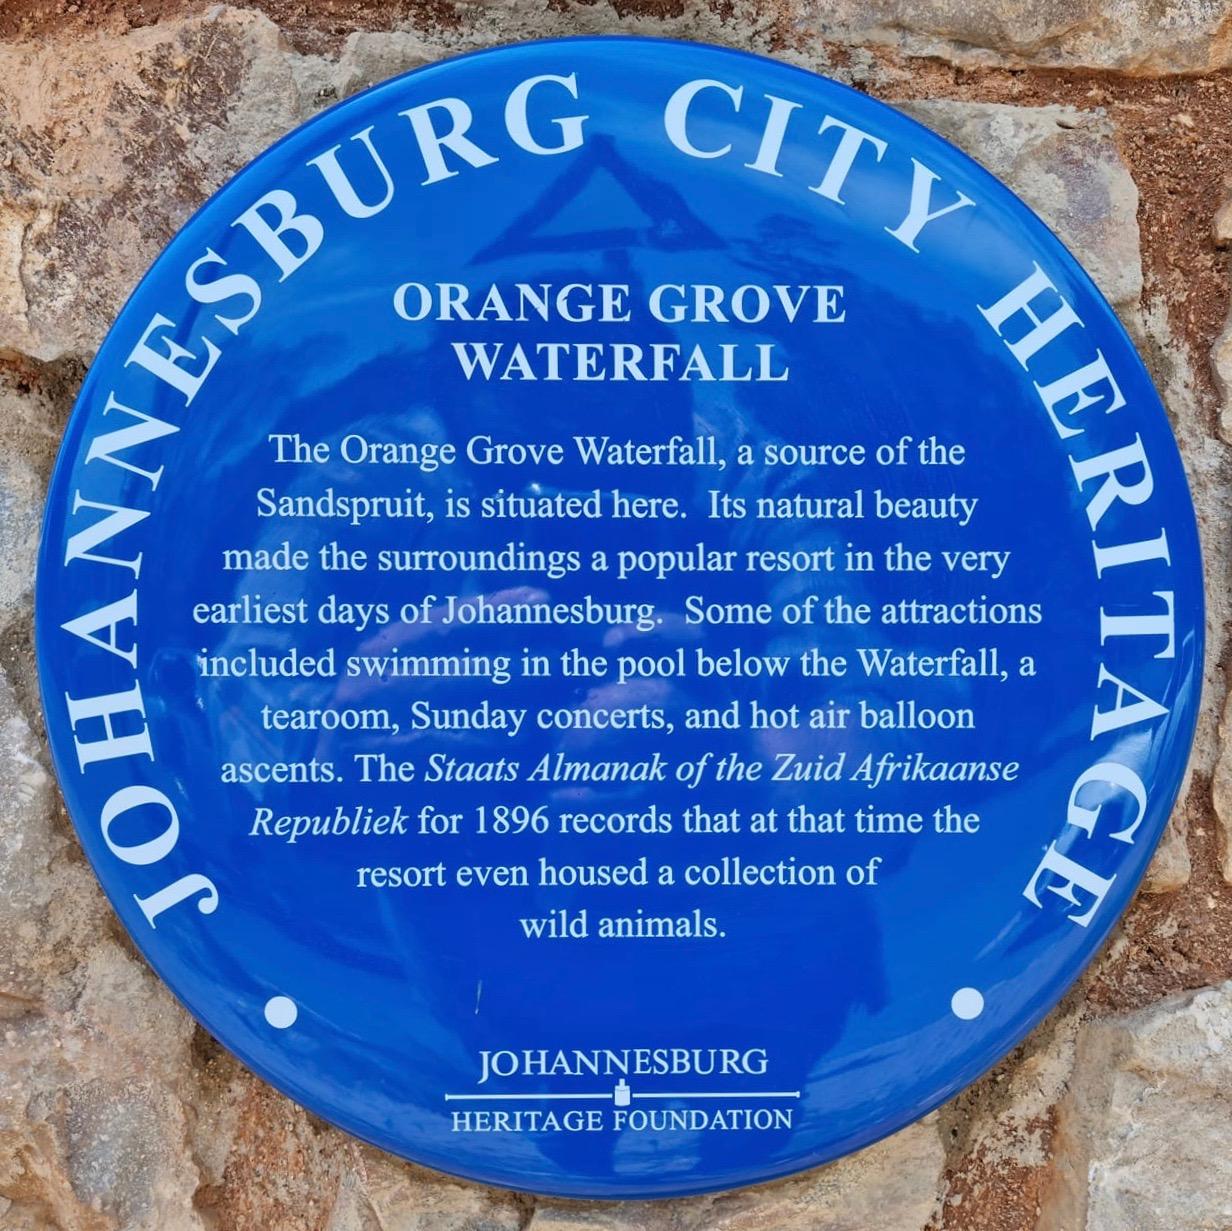 JOHANNESBURG CITY HERITAGE
ORANGE GROVE
WATERFALL
The Orange Grove Waterfall, a source of the
Sandspruit, is situated here. Its natural beauty
made the surroundings a popular resort in the very
earliest days of Johannesburg. Some of the attractions
included swimming in the pool below the Waterfall, a
tearoom, Sunday concerts, and hot air balloon
ascents. The Staats Almanak of the Zuid Afrikaanse
Republiek for 1896 records that at that time the
resort even housed a collection of
wild animals.
JOHANNESBURG
HERITAGE FOUNDATION